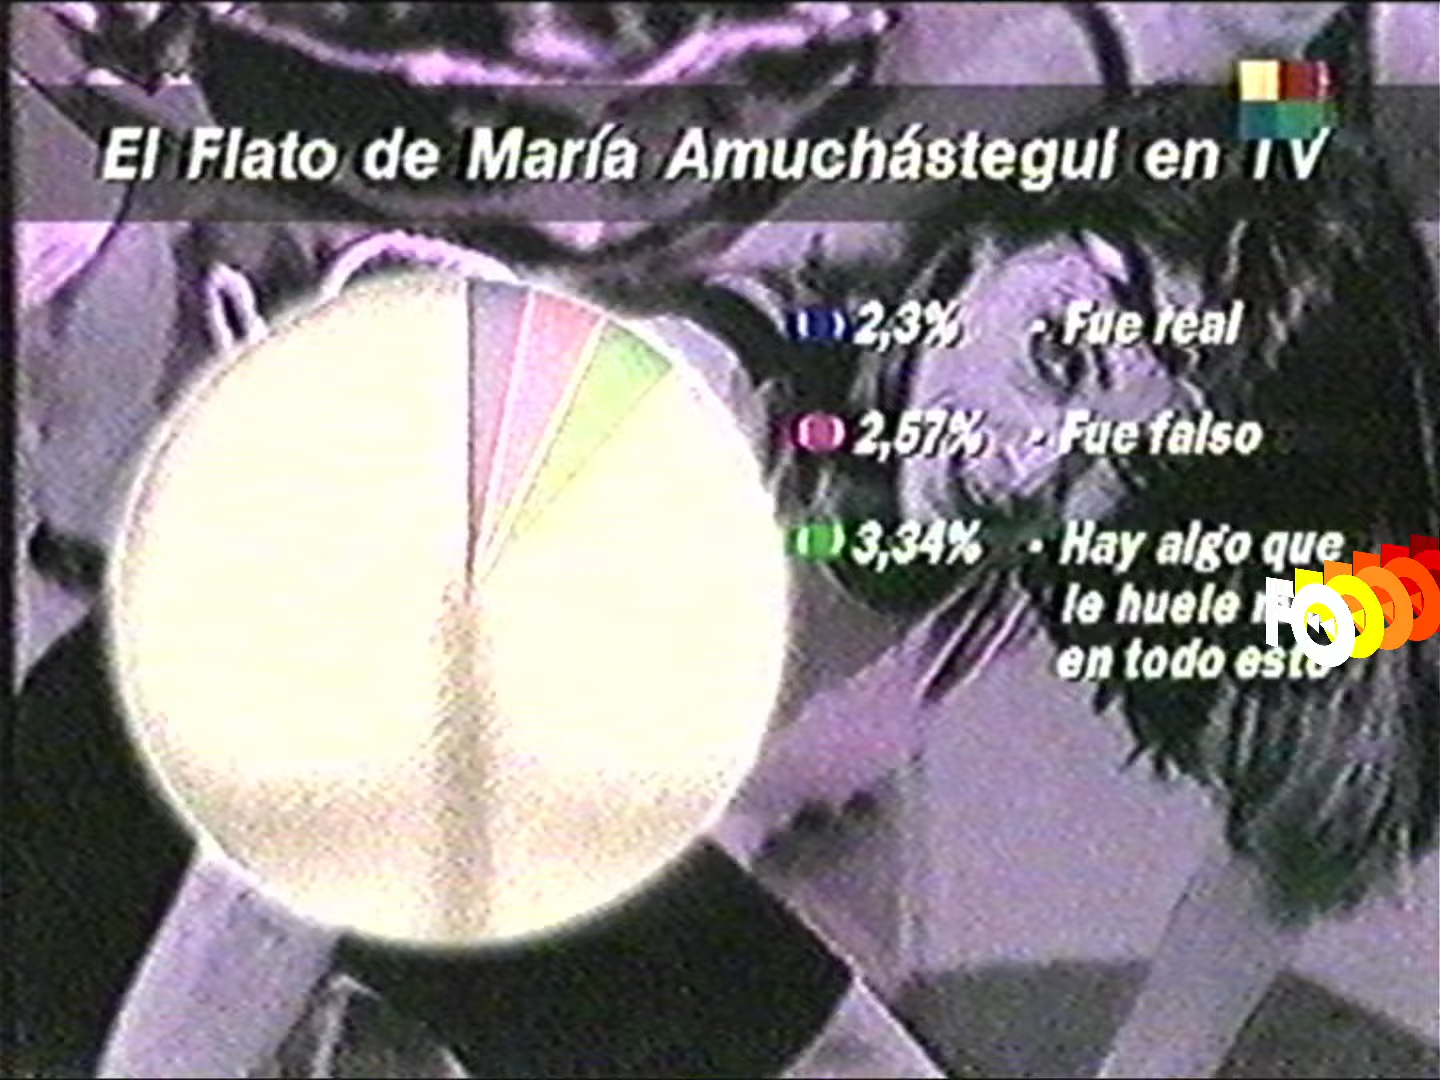 El Flato de María Amuchástegui en TV
2,3% - Fue real
2,57% - Fue falso
3,34% - Hay algo que
le huele
en todo esto